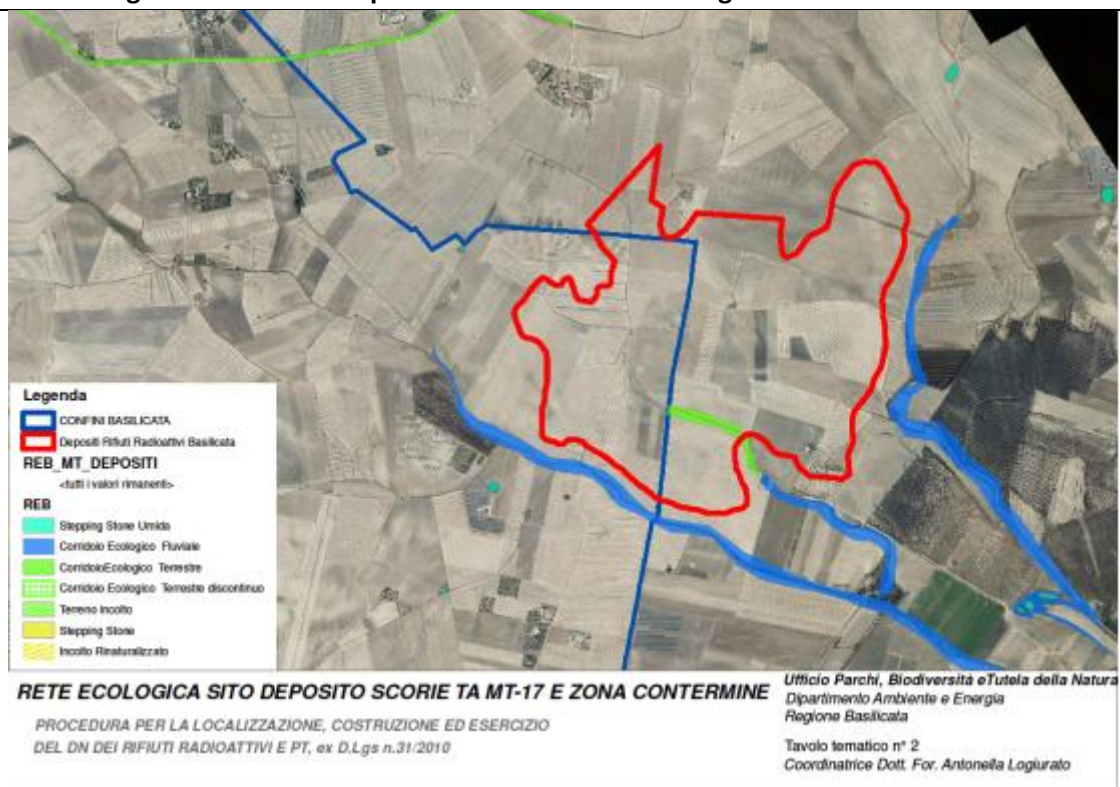 Legenda
CONFINI BASILICATA
Depositi Rifiuti Radioattivi Basilicata
REB_MT_DEPOSITI
<tutti i valori rimanenti>
REB
Stepping Stone Umida
Corridoio Ecologico Fluviale
CorridoioEcologico Terrestre
Corridoio Ecologico Terrestre discontinuo
Terreno Incolto
Stepping Stone
Incolto Rinaturalizzato
RETE ECOLOGICA SITO DEPOSITO SCORIE TA MT-17 E ZONA CONTERMINE
PROCEDURA PER LA LOCALIZZAZIONE, COSTRUZIONE ED ESERCIZIO
DEL DN DEI RIFIUTI RADIOATTIVI E PT, ex D.Lgs n.31/2010
Ufficio Parchi, Biodiversità eTutela della Natura
Dipartimento Ambiente e Energia
Regione Basilicata
Tavolo tematico n° 2
Coordinatrice Dott. For. Antonella Logiurato